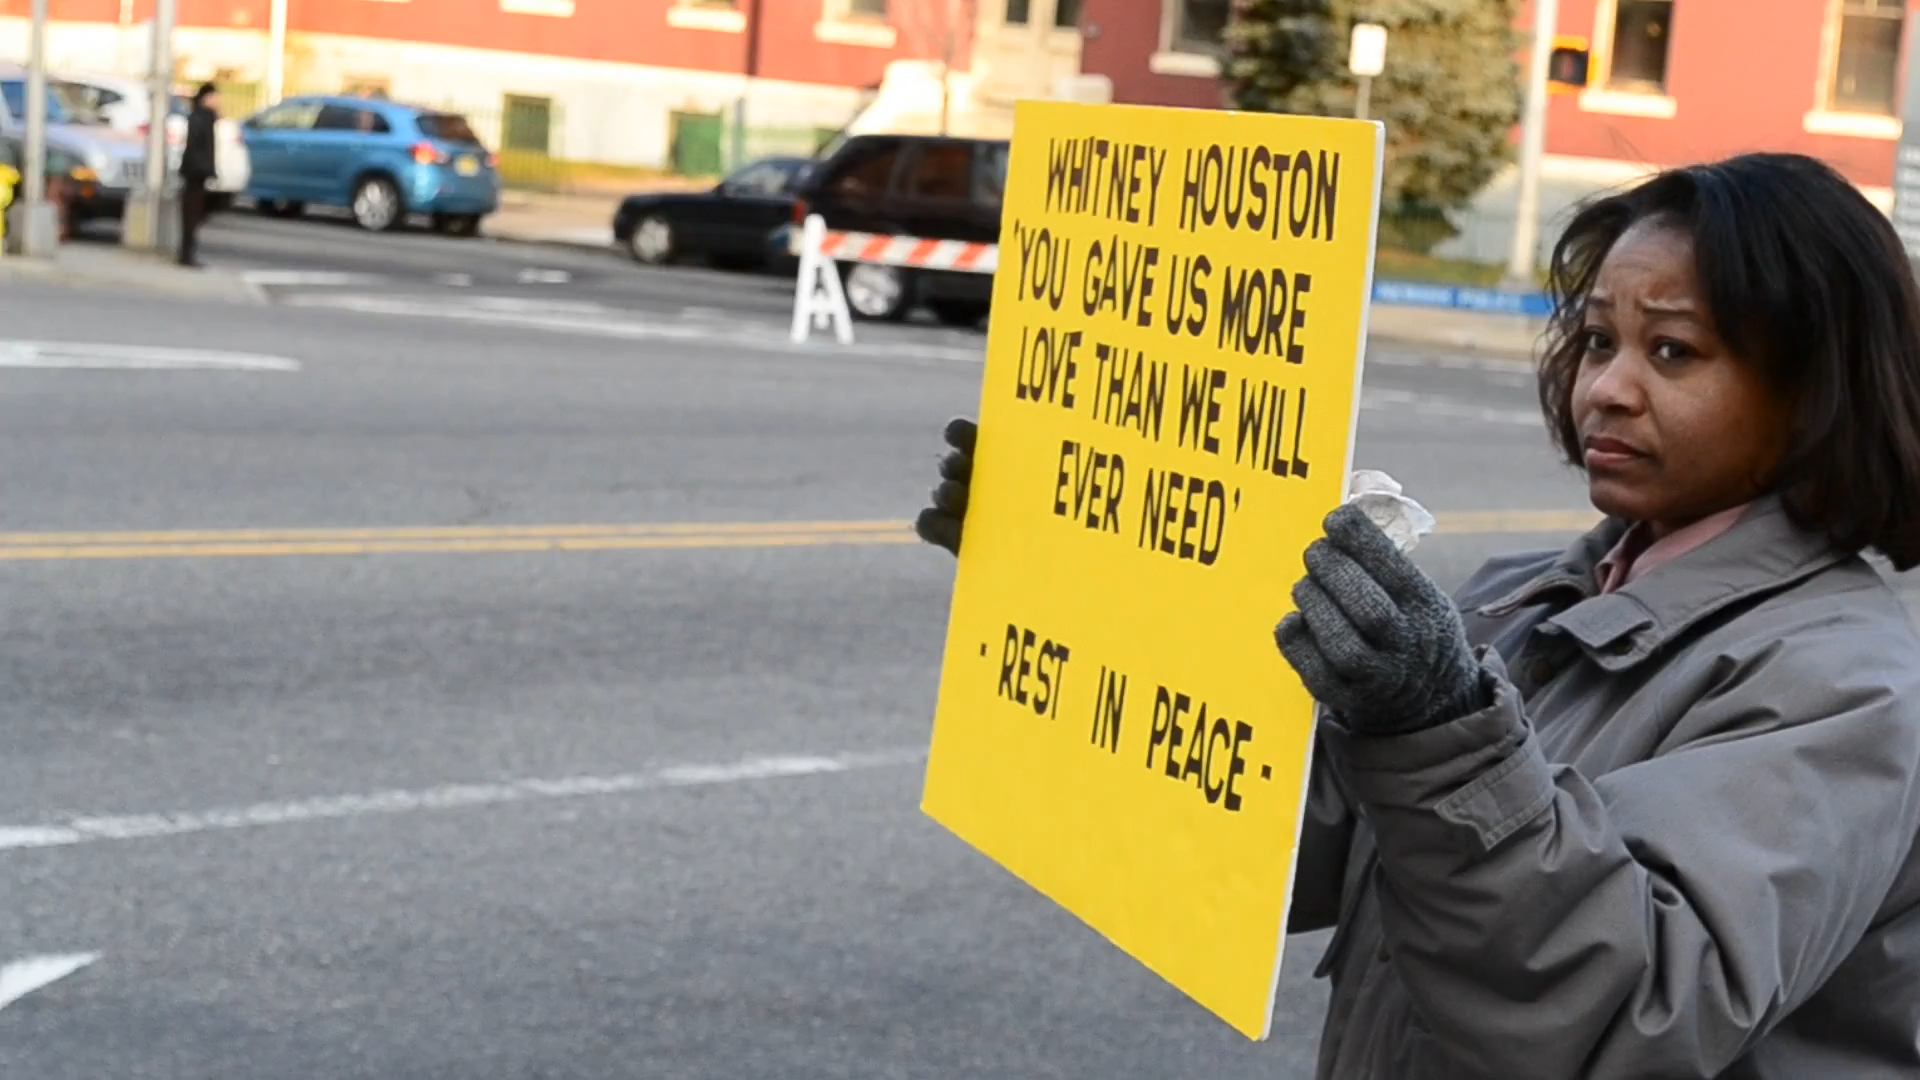 WHITNEY HOUSTON
'YOU GAVE US MORE
LOVE THAN WE WILL
EVER NEED'
- REST IN PEACE -